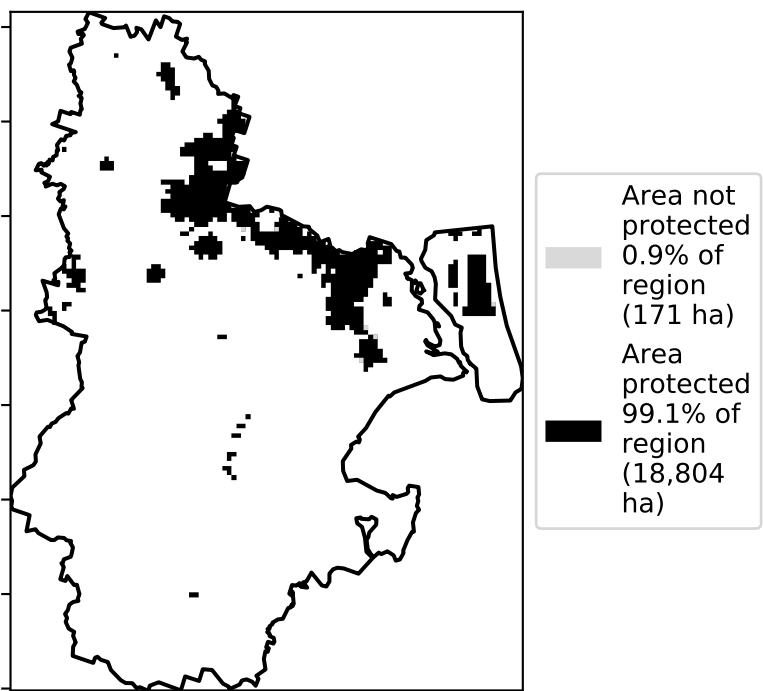 Area not
protected
0.9% of
region
(171 ha)
Area
protected
99.1% of
region
(18,804
ha)